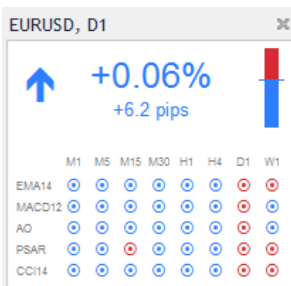 EURUSD, D1
+0.06%
+6.2 pips
M1 M5 M15 M30 H1 H4 D1 W1
EMA14
MACD12
AO
PSAR
CCI14